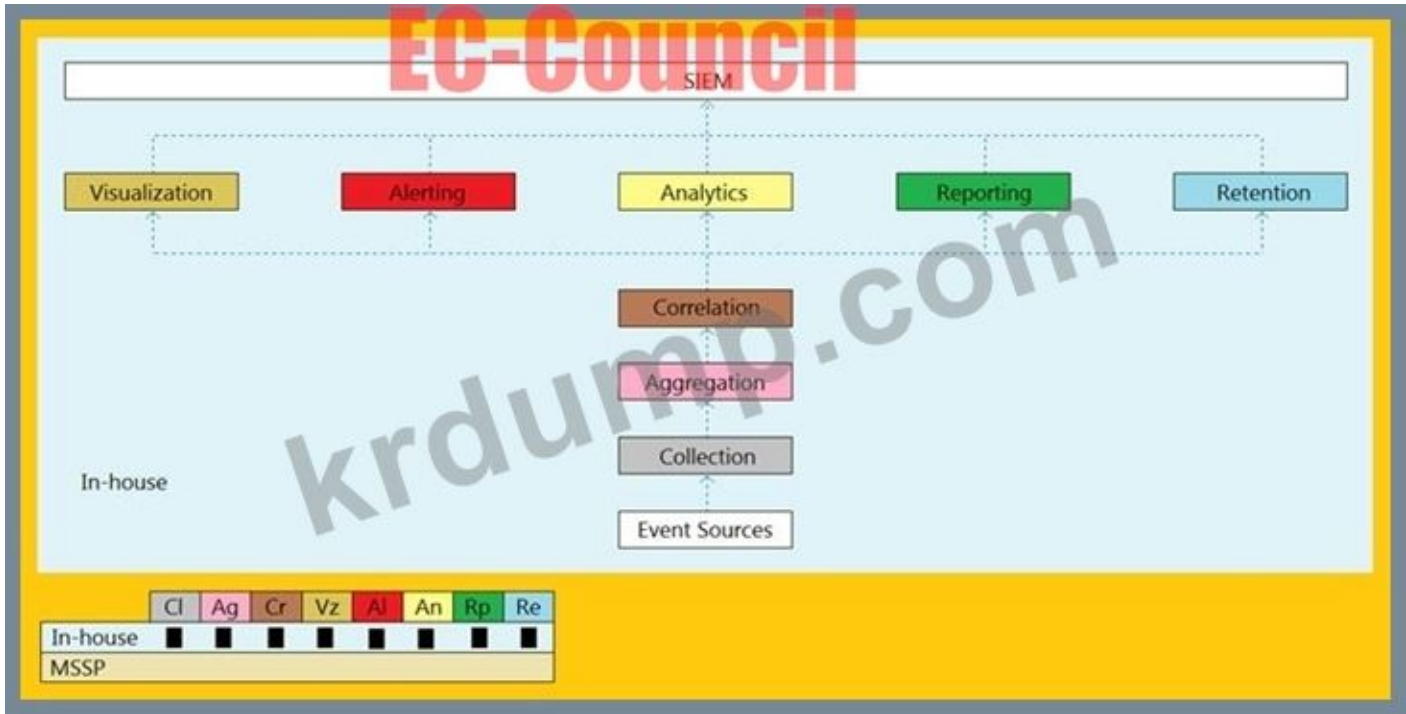 EC-Council
SIEM
Visualization Alerting Analytics Reporting Retention
Correlation
Aggregation
Collection
In-house
Event Sources
krdump.com
Cl Ag Cr Vz Al An Rp Re
In-house
MSSP